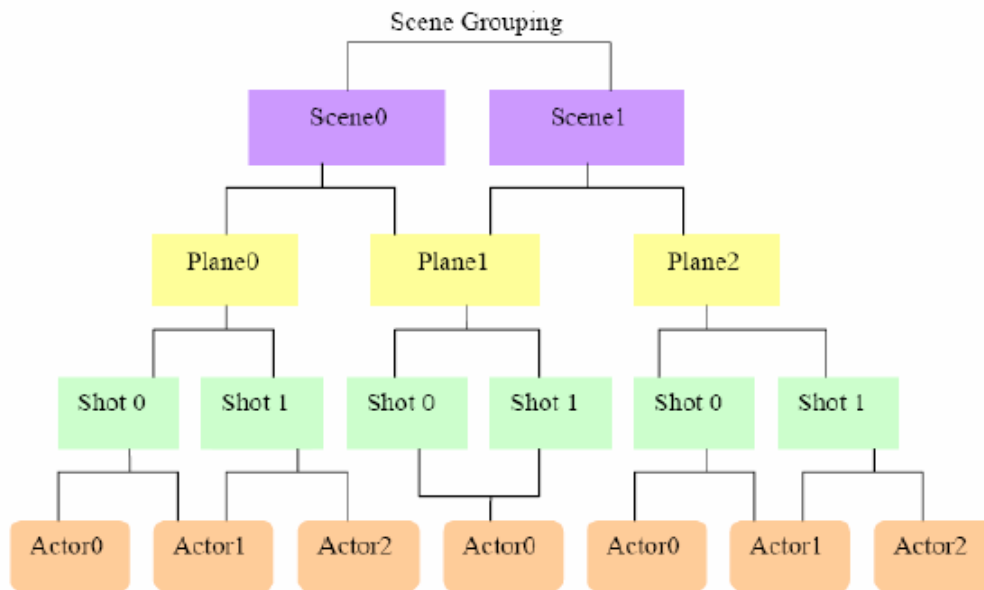 Scene Grouping
Scene0 Scene1
Plane0 Plane1 Plane2
Shot 0 Shot 1 Shot 0 Shot 1 Shot 0 Shot 1
Actor0 Actor1 Actor2 Actor0 Actor0 Actor1 Actor2